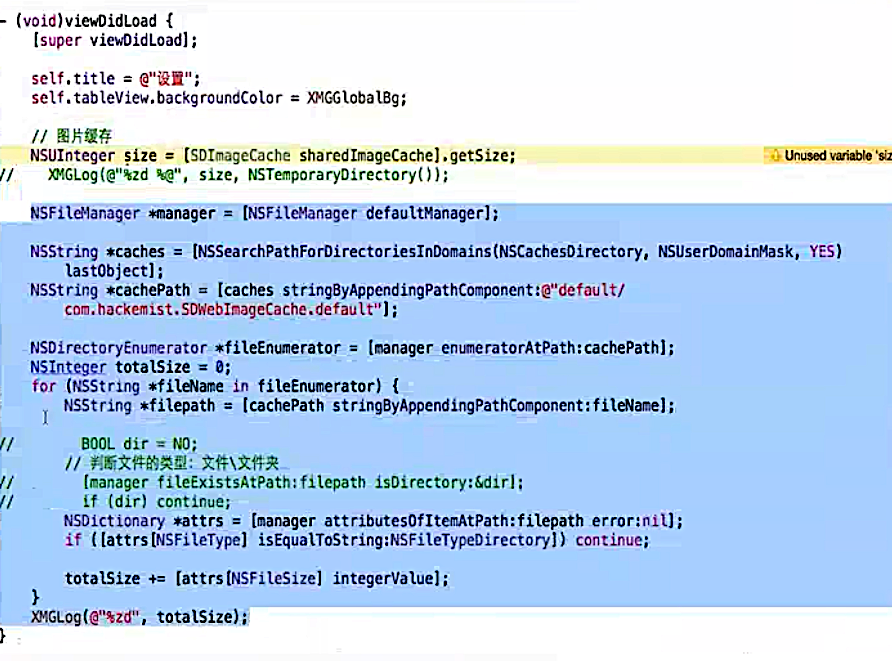 - (void)viewDidLoad {
[super viewDidLoad];
self.title = @"设置";
self.tableView.backgroundColor = XMGGlobalBg;
// 图片缓存
NSUInteger size = [SDImageCache sharedImageCache].getSize;
Unused variable 'siz
// XMGLog(@"%zd %@", size, NSTemporaryDirectory());
NSFileManager *manager = [NSFileManager defaultManager];
NSString *caches = [NSSearchPathForDirectoriesInDomains(NSCachesDirectory, NSUserDomainMask, YES)
lastObject];
NSString *cachePath = [caches stringByAppendingPathComponent:@"default/
com.hackemist.SDWebImageCache.default"];
NSDirectoryEnumerator *fileEnumerator = [manager enumeratorAtPath:cachePath];
NSInteger totalSize = 0;
for (NSString *fileName in fileEnumerator) {
NSString *filepath = [cachePath stringByAppendingPathComponent:fileName];
// BOOL dir = NO;
// 判断文件的类型: 文件\文件夹
// [manager fileExistsAtPath:filepath isDirectory:&dir];
// if (dir) continue;
NSDictionary *attrs = [manager attributesOfItemAtPath:filepath error:nil];
if ([attrs[NSFileType] isEqualToString:NSFileTypeDirectory]) continue;
totalSize += [attrs[NSFileSize] integerValue];
}
XMGLog(@"%zd", totalSize);
}